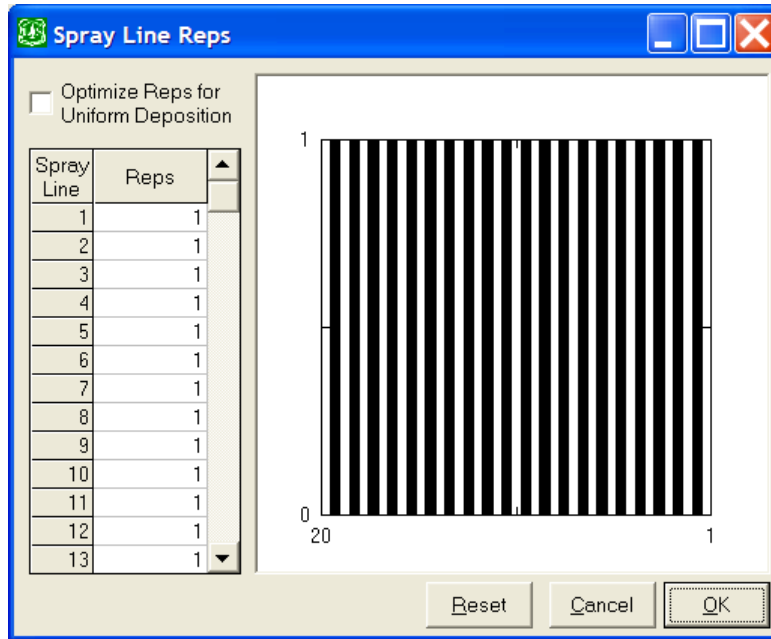 Spray Line Reps
Optimize Reps for
Uniform Deposition
Spray
Line
Reps
1 1
2 1
3 1
4 1
5 1
6 1
7 1
8 1
9 1
10 1
11 1
12 1
13 1
1
0
20
1
Reset
Cancel
OK